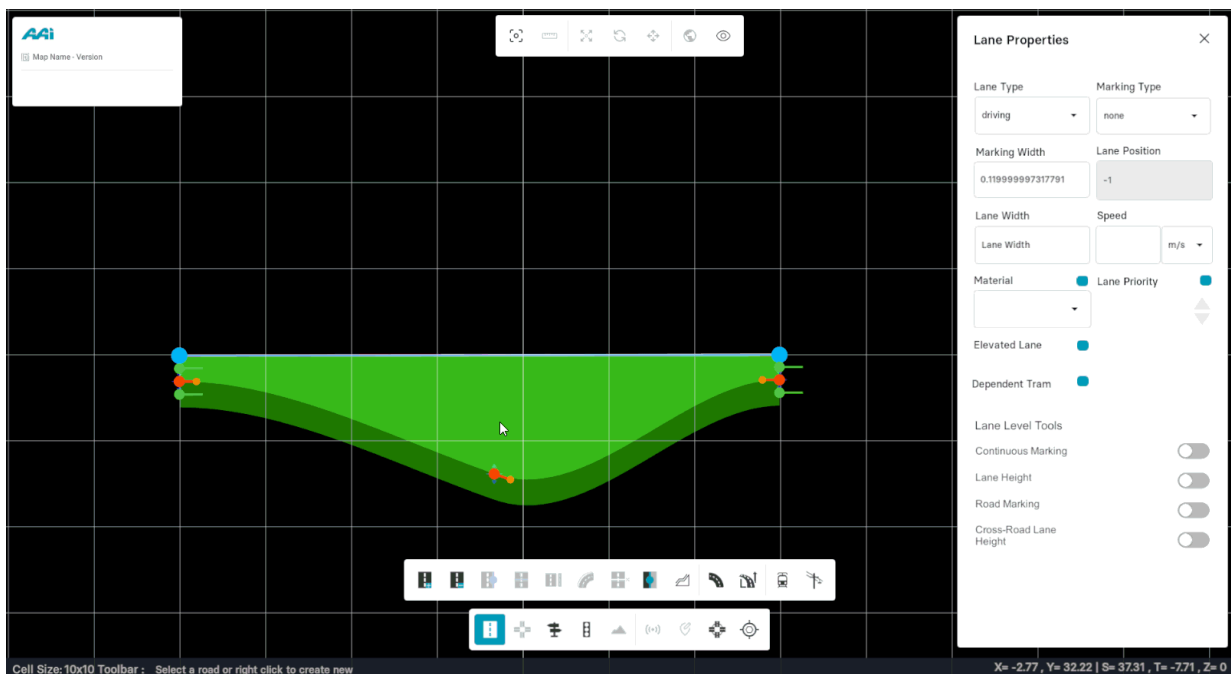 AAi
Map Name - Version
Lane Properties
Lane Type
Marking Type
driving
none
Marking Width
Lane Position
0.119999997317791
-1
Lane Width
Speed
Lane Width
m/s
Material
Lane Priority
Elevated Lane
Dependent Tram
Lane Level Tools
Continuous Marking
Lane Height
Road Marking
Cross-Road Lane
Height
Cell Size:10x10 Toolbar : Select a road or right click to create new
X= -2.77 , Y= 32.22 | S= 37.31 , T= -7.71 , Z= 0